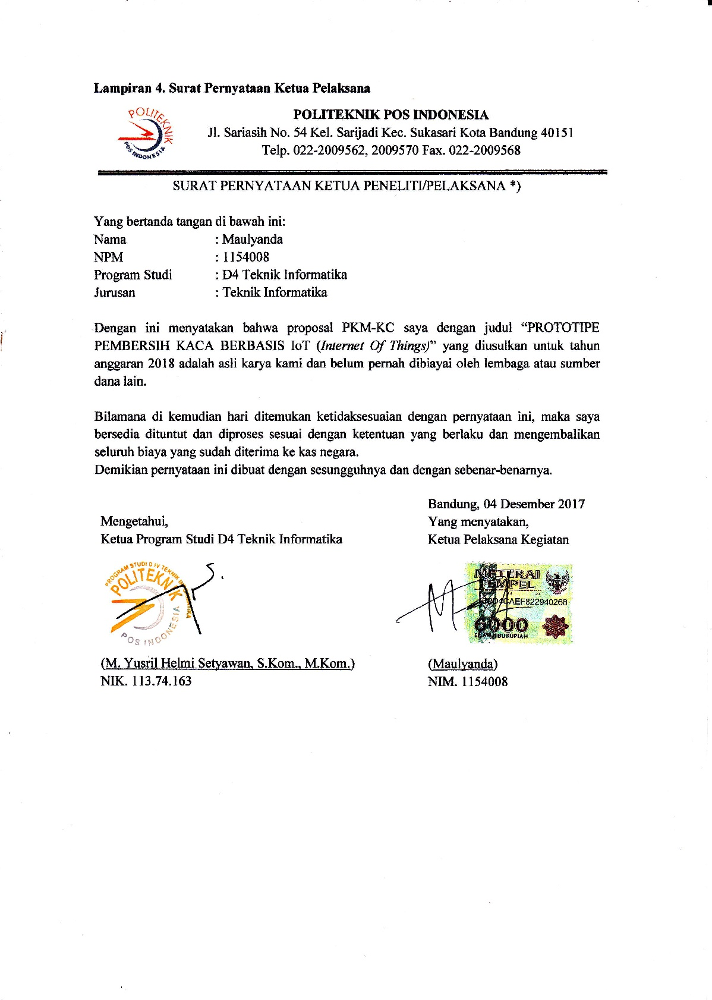 Lampiran 4. Surat Pernyataan Ketua Pelaksana
POLITEKNIK
POS INDONESIA
POLITEKNIK POS INDONESIA
Jl. Sariasih No. 54 Kel. Sarijadi Kec. Sukasari Kota Bandung 40151
Telp. 022-2009562, 2009570 Fax. 022-2009568
SURAT PERNYATAAN KETUA PENELITI/PELAKSANA *)
Yang bertanda tangan di bawah ini:
Nama : Maulyanda
NPM : 1154008
Program Studi : D4 Teknik Informatika
Jurusan : Teknik Informatika
Dengan ini menyatakan bahwa proposal PKM-KC saya dengan judul “PROTOTIPE
PEMBERSIH KACA BERBASIS IoT (Internet Of Things)” yang diusulkan untuk tahun
anggaran 2018 adalah asli karya kami dan belum pernah dibiayai oleh lembaga atau sumber
dana lain.
Bilamana di kemudian hari ditemukan ketidaksesuaian dengan pernyataan ini, maka saya
bersedia dituntut dan diproses sesuai dengan ketentuan yang berlaku dan mengembalikan
seluruh biaya yang sudah diterima ke kas negara.
Demikian pernyataan ini dibuat dengan sesungguhnya dan dengan sebenar-benarnya.
Bandung, 04 Desember 2017
Mengetahui,
Ketua Program Studi D4 Teknik Informatika
Yang menyatakan,
Ketua Pelaksana Kegiatan
PROGRAM STUDI D IV TEKNIK
POLITEKNIK
POS INDONESIA
METERAI
TEMPEL
AEF822940268
6000
ENAM RIBU RUPIAH
(M. Yusril Helmi Setyawan, S.Kom., M.Kom.)
NIK. 113.74.163
(Maulyanda)
NIM. 1154008